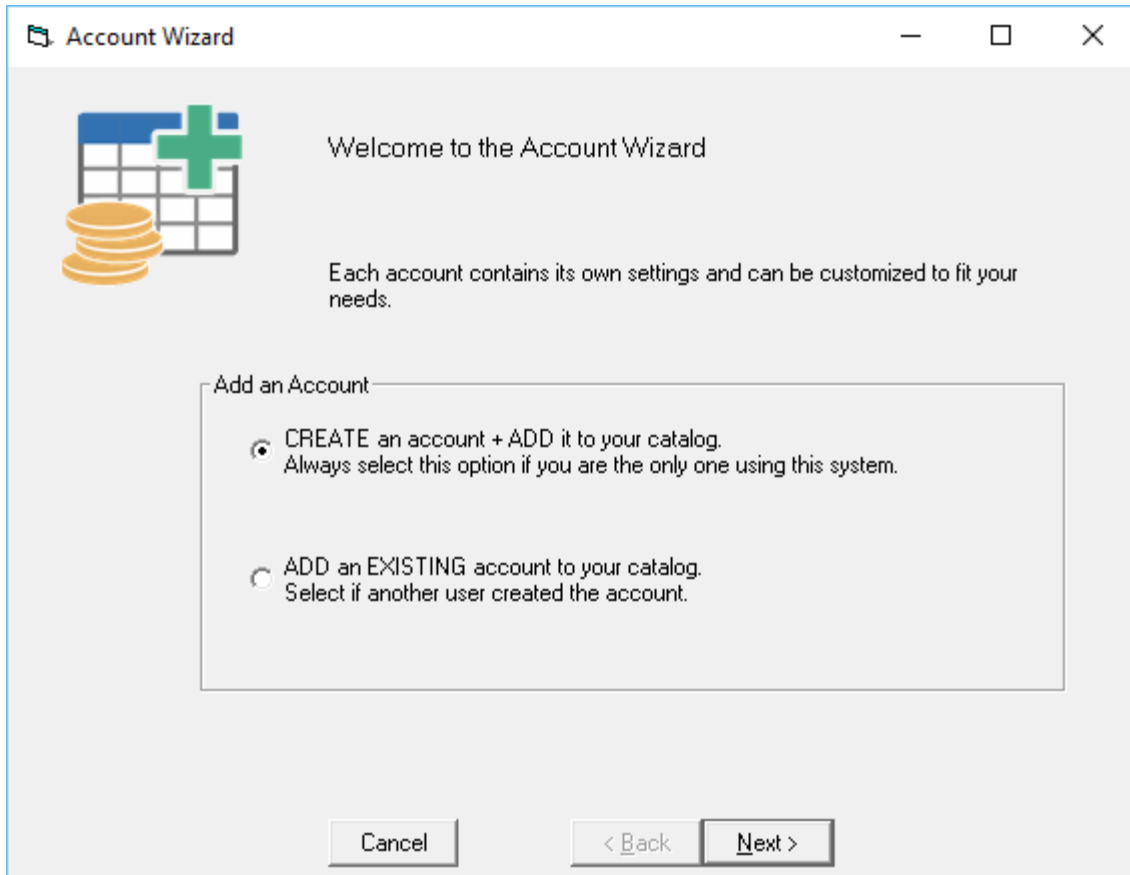 Account Wizard
Welcome to the Account Wizard
Each account contains its own settings and can be customized to fit your
needs.
Add an Account
CREATE an account + ADD it to your catalog.
Always select this option if you are the only one using this system.
ADD an EXISTING account to your catalog.
Select if another user created the account.
Cancel
< Back
Next >